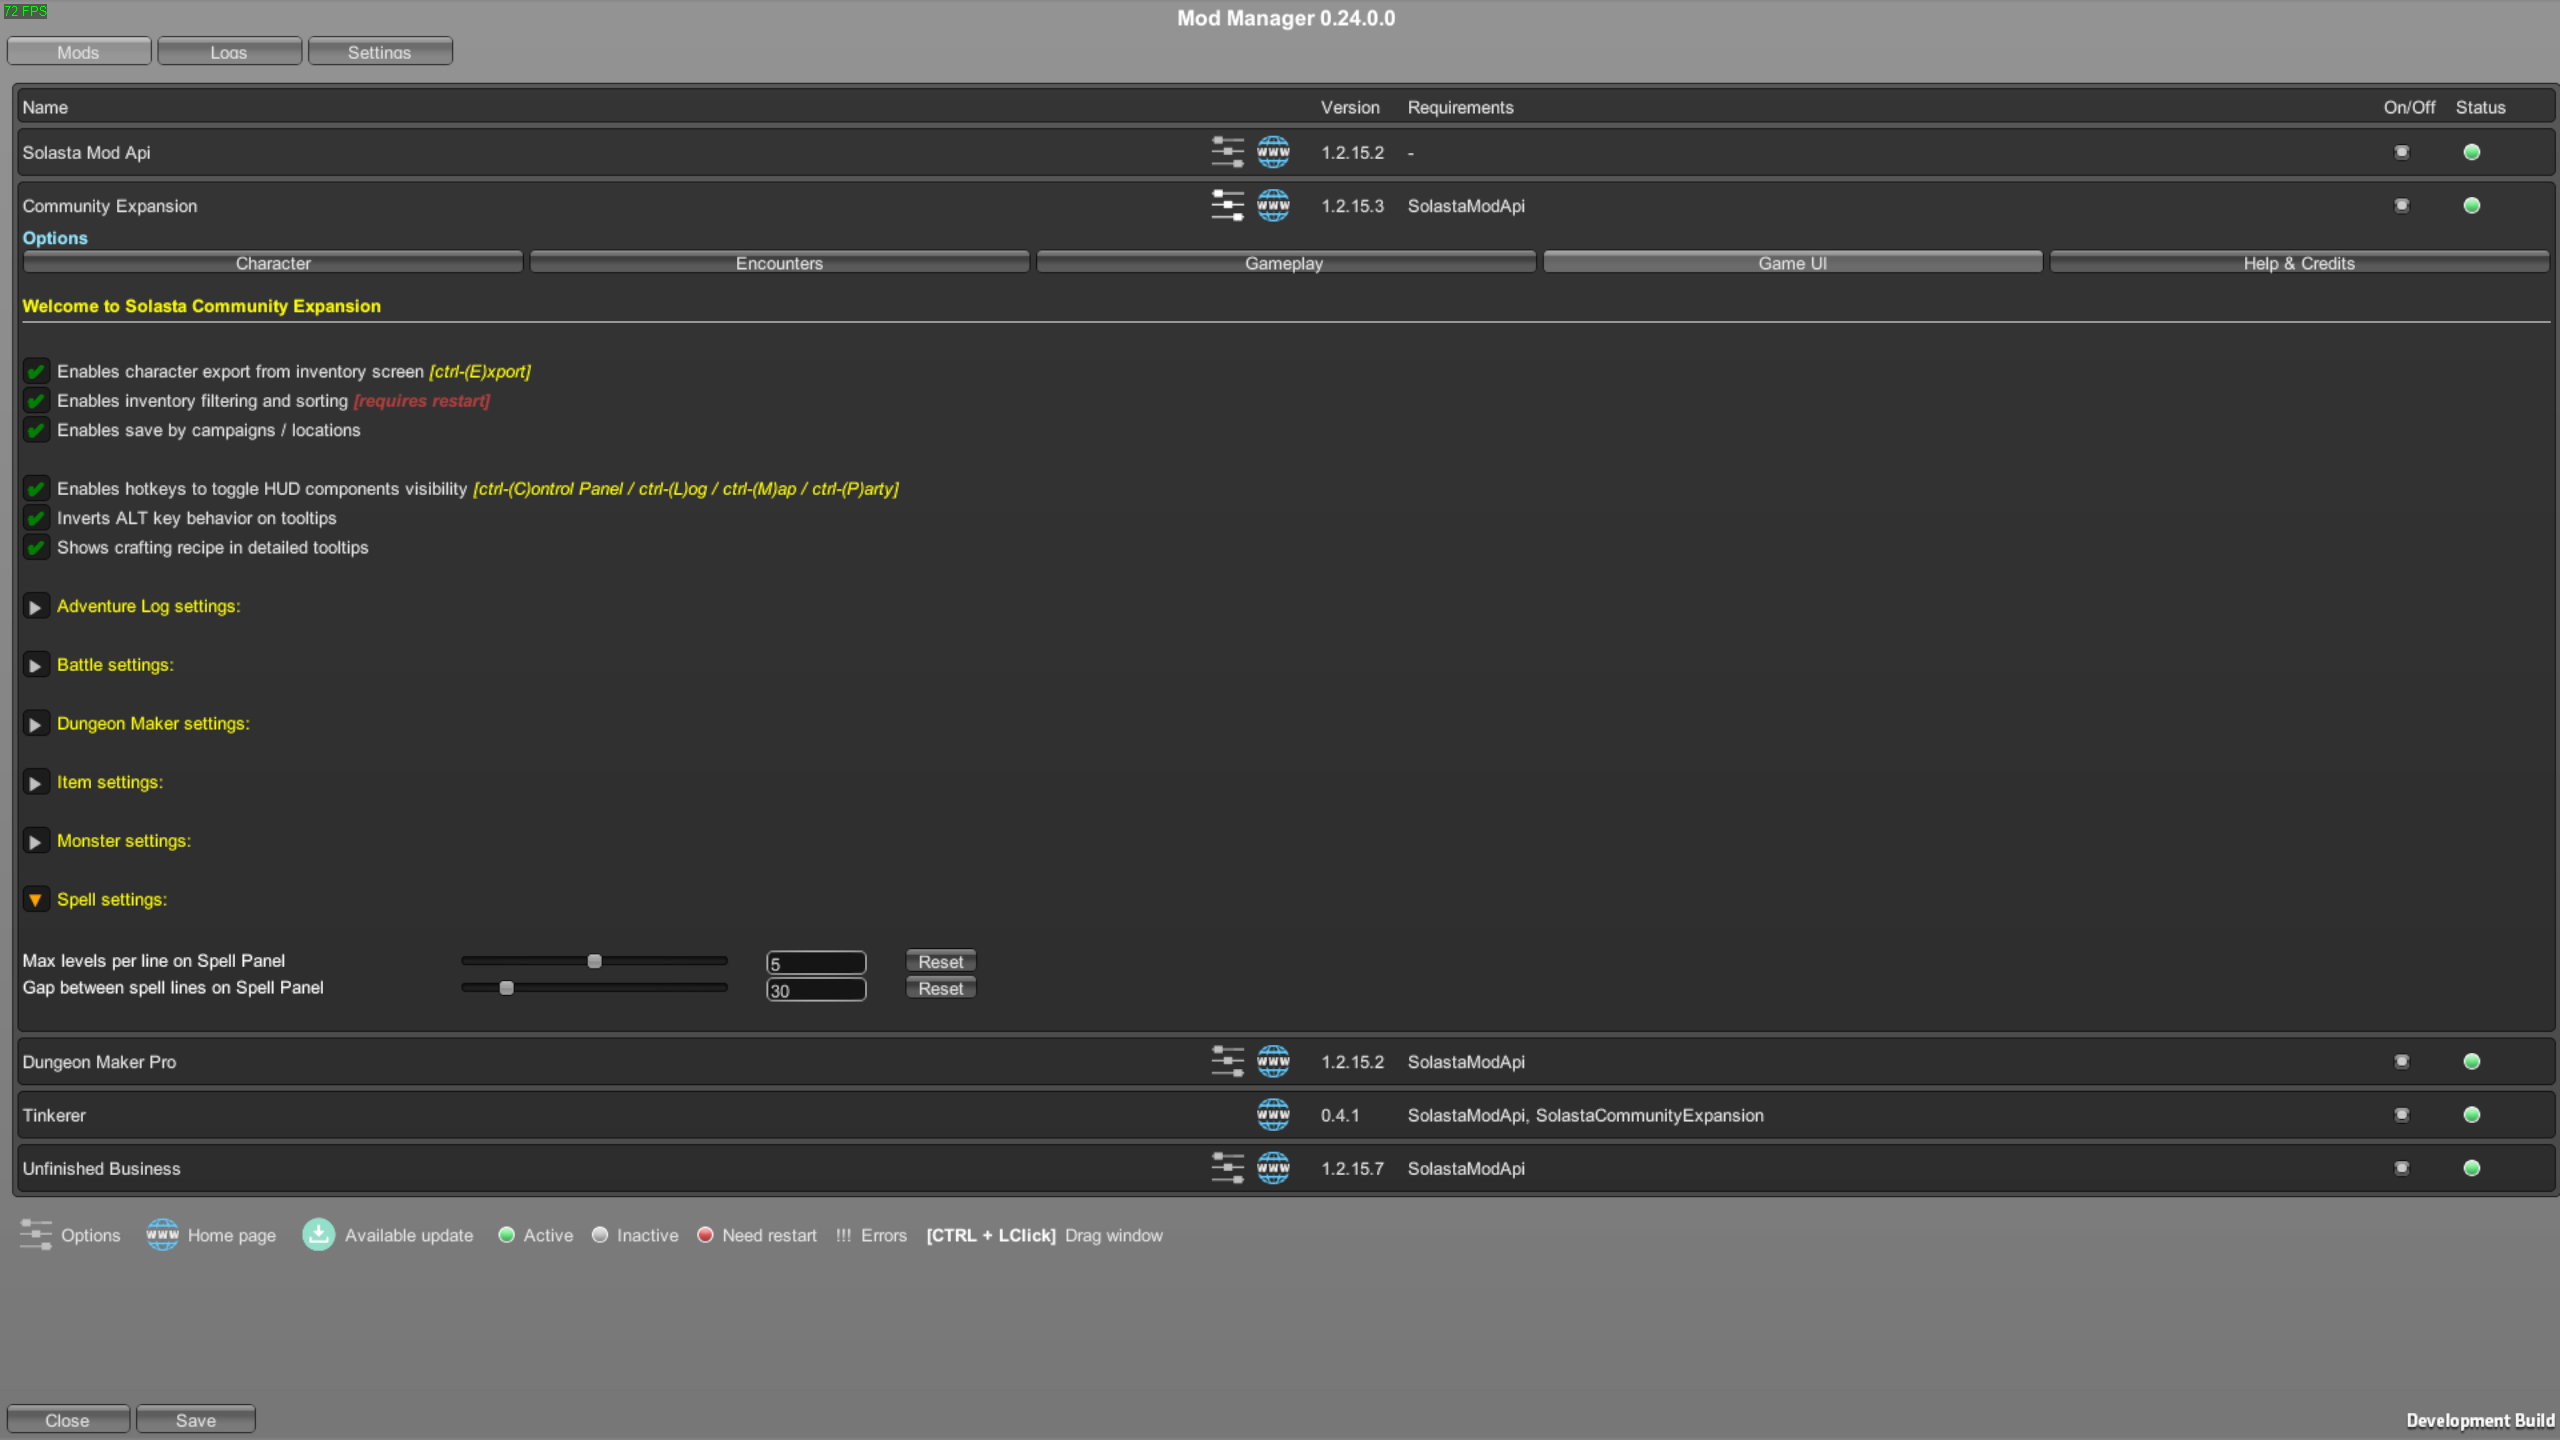 72 FPS
Mod Manager 0.24.0.0
Mods Logs Settings
Name Version Requirements On/Off Status
Solasta Mod Api WWW 1.2.15.2 -
Community Expansion WWW 1.2.15.3 SolastaModApi
Options
Character Encounters Gameplay Game UI Help & Credits
Welcome to Solasta Community Expansion
Enables character export from inventory screen [ctrl-(E)xport]
Enables inventory filtering and sorting [requires restart]
Enables save by campaigns / locations
Enables hotkeys to toggle HUD components visibility [ctrl-(C)ontrol Panel / ctrl-(L)og / ctrl-(M)ap / ctrl-(P)arty]
Inverts ALT key behavior on tooltips
Shows crafting recipe in detailed tooltips
Adventure Log settings:
Battle settings:
Dungeon Maker settings:
Item settings:
Monster settings:
Spell settings:
Max levels per line on Spell Panel 5 Reset
Gap between spell lines on Spell Panel 30 Reset
Dungeon Maker Pro WWW 1.2.15.2 SolastaModApi
Tinkerer WWW 0.4.1 SolastaModApi, SolastaCommunityExpansion
Unfinished Business WWW 1.2.15.7 SolastaModApi
Options WWW Home page Available update Active Inactive Need restart !!! Errors [CTRL + LClick] Drag window
Close Save
Development Build